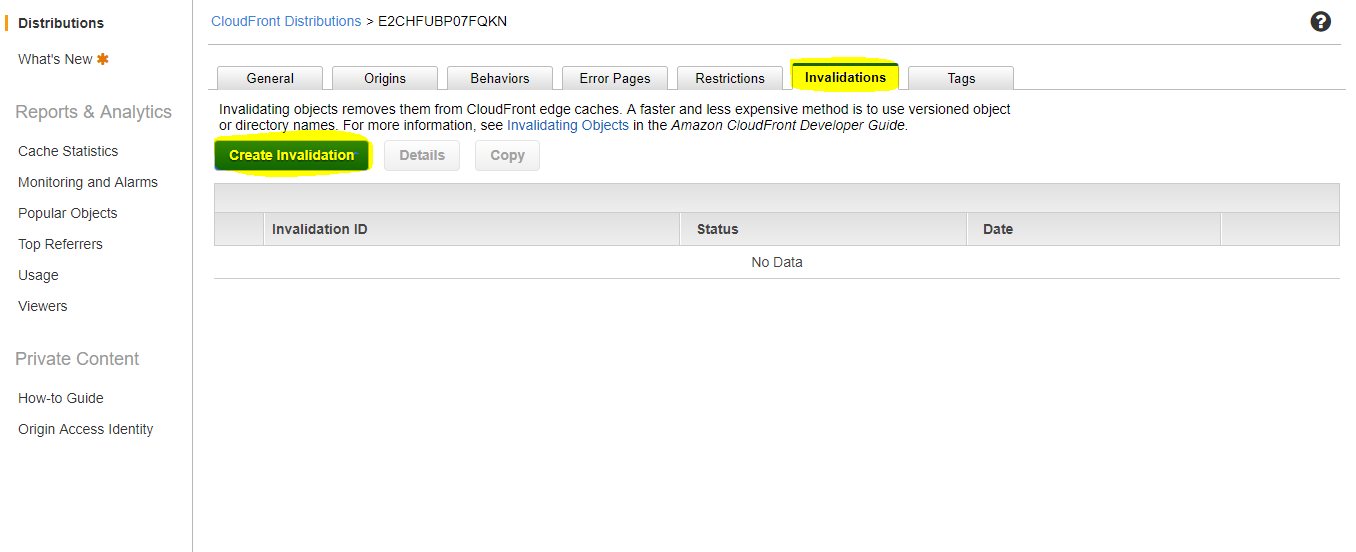 Distributions
What's New
Reports & Analytics
Cache Statistics
Monitoring and Alarms
Popular Objects
Top Referrers
Usage
Viewers
Private Content
How-to Guide
Origin Access Identity
CloudFront Distributions > E2CHFUBP07FQKN
?
General Origins Behaviors Error Pages Restrictions Invalidations Tags
Invalidating objects removes them from CloudFront edge caches. A faster and less expensive method is to use versioned object
or directory names. For more information, see Invalidating Objects in the Amazon CloudFront Developer Guide.
Create Invalidation Details Copy
Invalidation ID Status Date
No Data